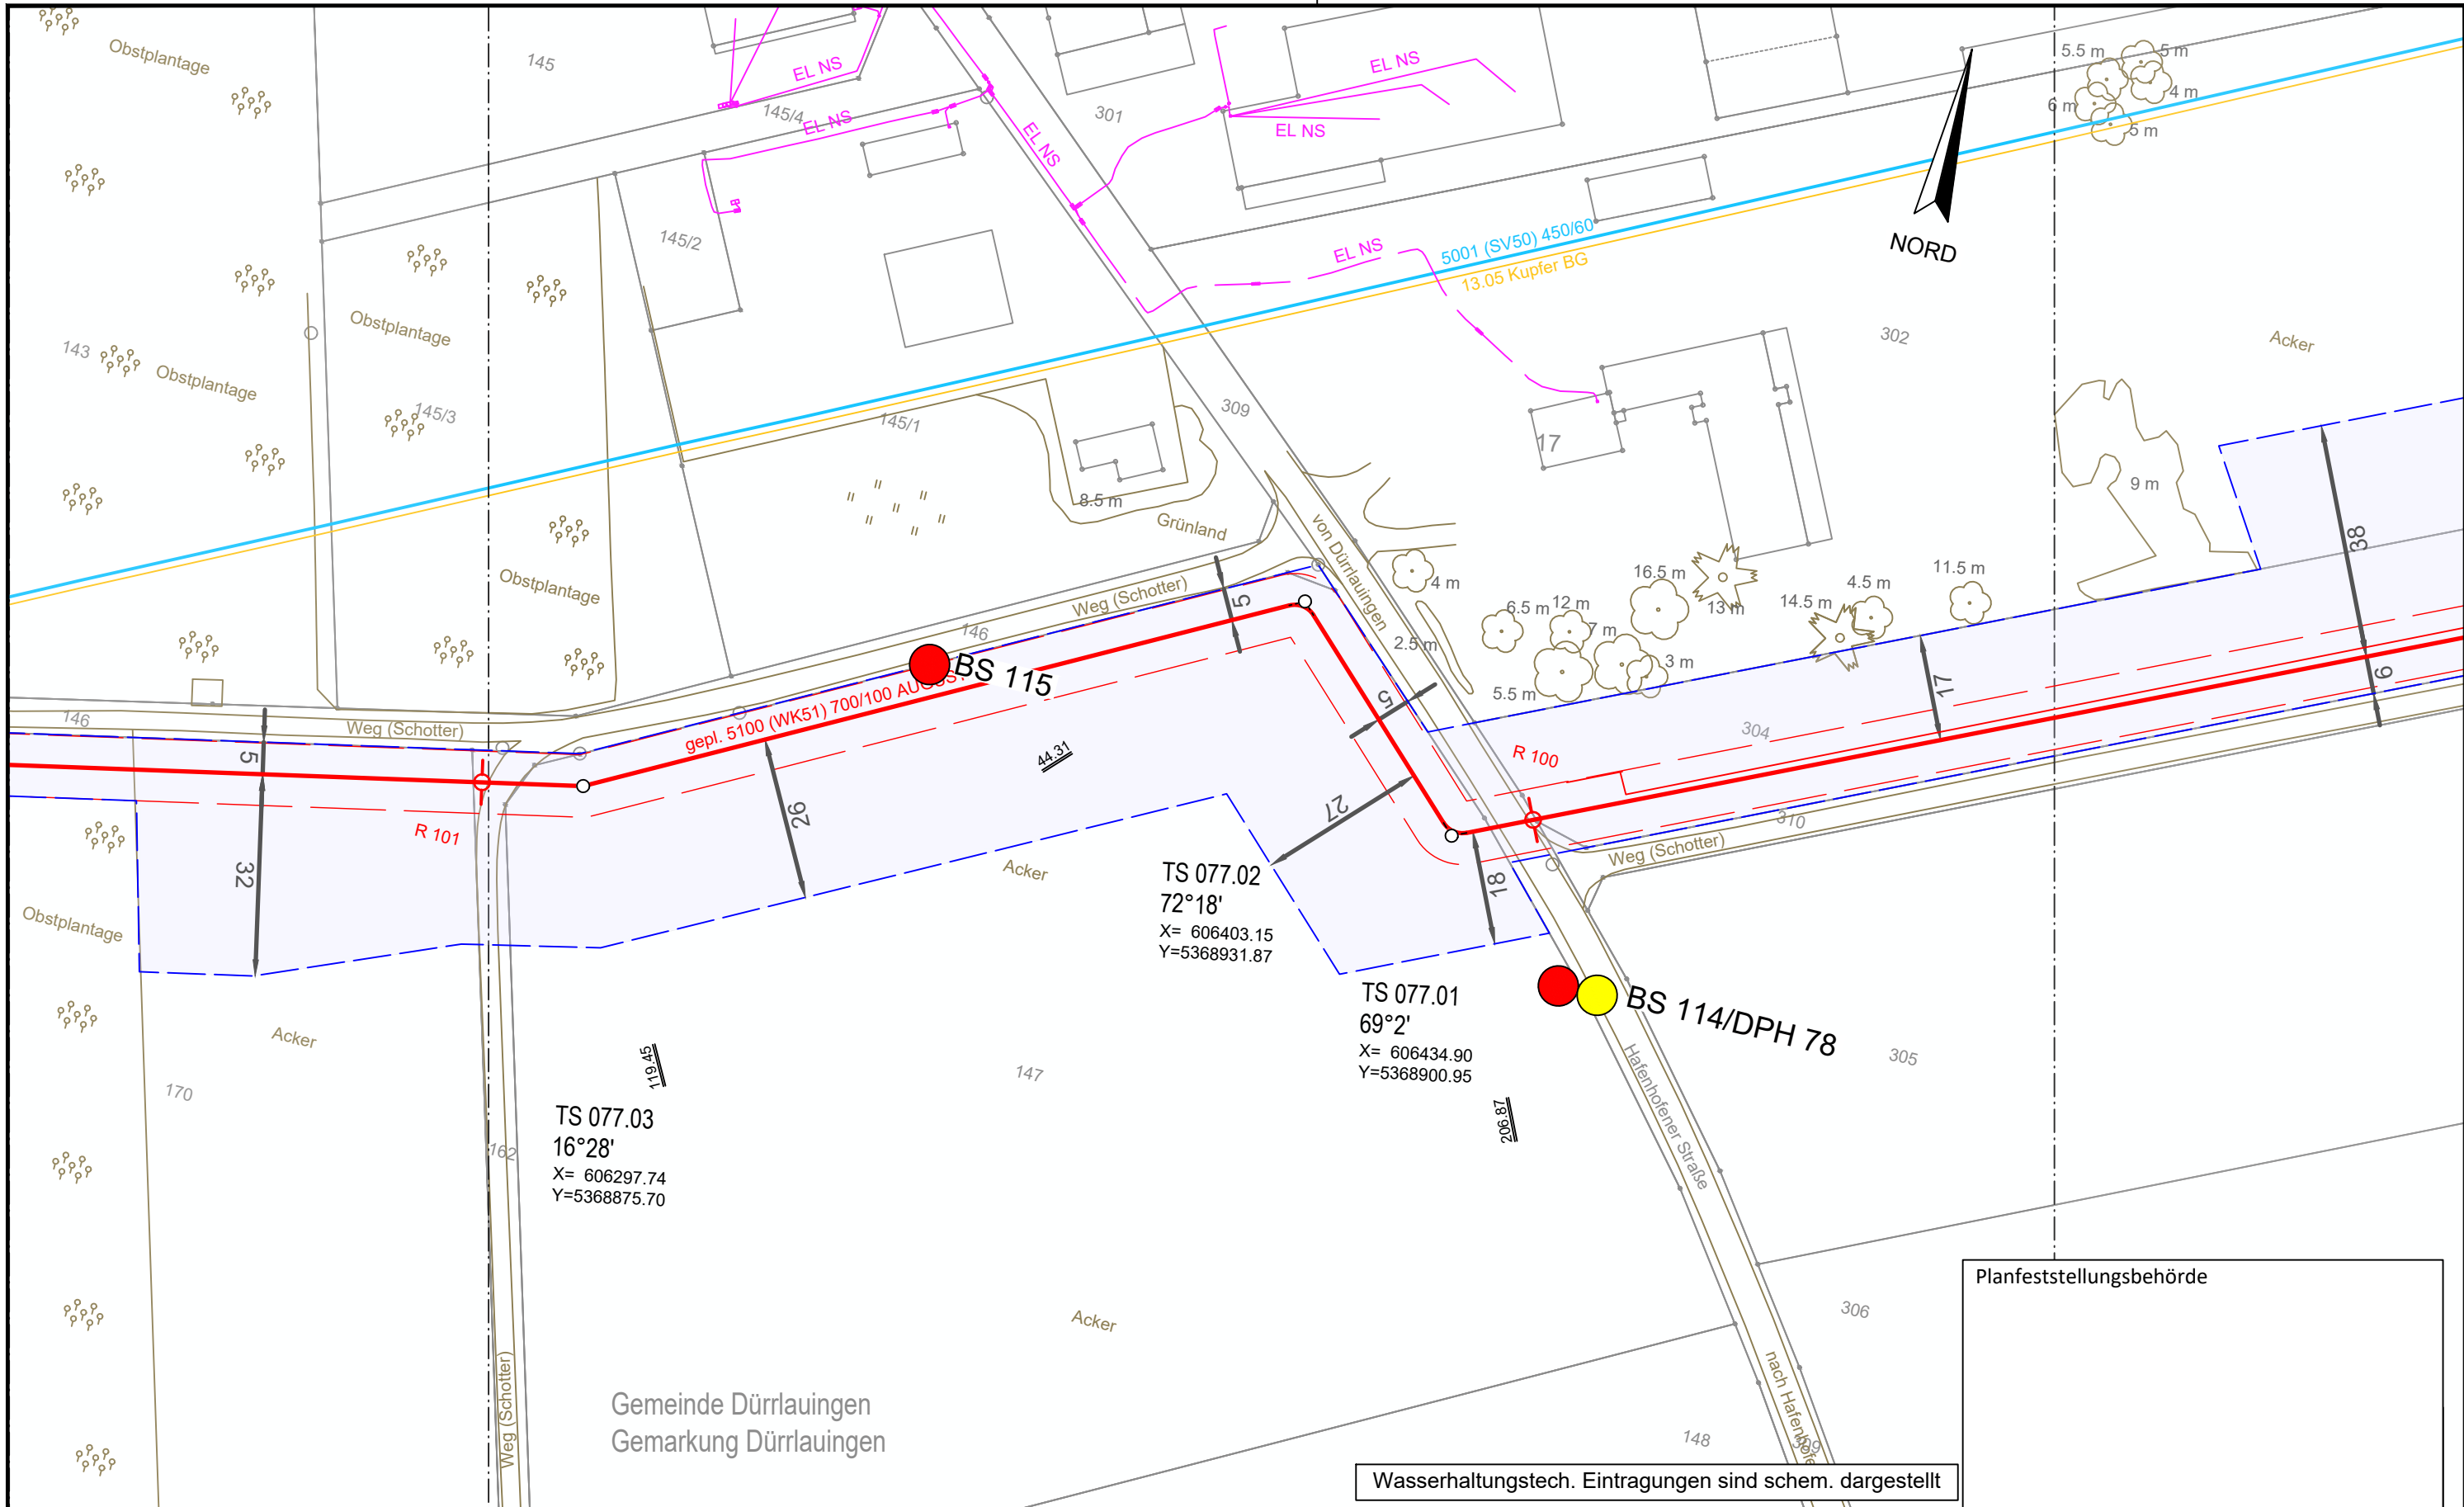 Obstplantage
145
EL NS
145/4
EL NS
EL NS
301
EL NS
EL NS
5.5 m
5 m
4 m
6 m
5 m
NORD
145/2
EL NS
5001 (SV50) 450/60
13.05 Kupfer BG
302
Acker
143
Obstplantage
Obstplantage
145/3
145/1
309
17
8.5 m
Grünland
9 m
38
von Dürrlauingen
Obstplantage
Weg (Schotter)
5
4 m
16.5 m
13 m
6.5 m
12 m
7 m
14.5 m
4.5 m
11.5 m
146
2.5 m
3 m
5.5 m
BS 115
gepl. 5100 (WK51) 700/100 AUGS
5
17
6
146
Weg (Schotter)
5
44.31
R 100
304
26
27
R 101
310
Weg (Schotter)
32
Acker
18
Obstplantage
TS 077.02
72°18'
X= 606403.15
Y=5368931.87
TS 077.01
69°2'
X= 606434.90
Y=5368900.95
BS 114/DPH 78
Acker
119.45
147
305
170
Hafenhofener Straße
206.87
TS 077.03
16°28'
X= 606297.74
Y=5368875.70
162
Planfeststellungsbehörde
306
Acker
Weg (Schotter)
nach Hafenhofe
Gemeinde Dürrlauingen
Gemarkung Dürrlauingen
148
309
Wasserhaltungstech. Eintragungen sind schem. dargestellt